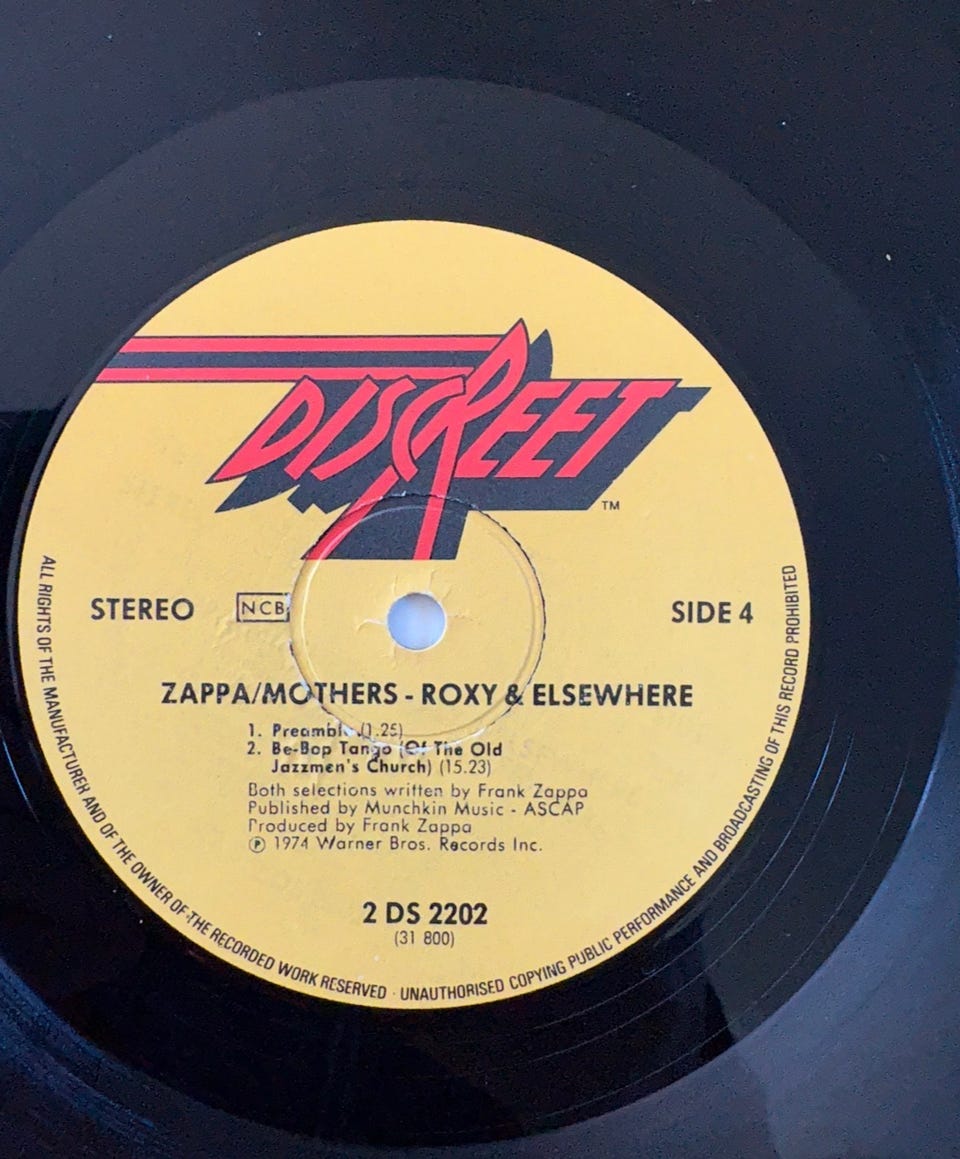 DISCREET
TM
STEREO
NCB
SIDE 4
ZAPPA/MOTHERS - ROXY & ELSEWHERE
1. Preamble (1.25)
2. Be-Bop Tango (Of The Old
Jazzmen's Church) (15.23)
Both selections written by Frank Zappa
Published by Munchkin Music - ASCAP
Produced by Frank Zappa
℗ 1974 Warner Bros. Records Inc.
2 DS 2202
(31 800)
ALL RIGHTS OF THE MANUFACTURER AND OF THE OWNER OF THE RECORDED WORK RESERVED · UNAUTHORISED COPYING PUBLIC PERFORMANCE AND BROADCASTING OF THIS RECORD PROHIBITED